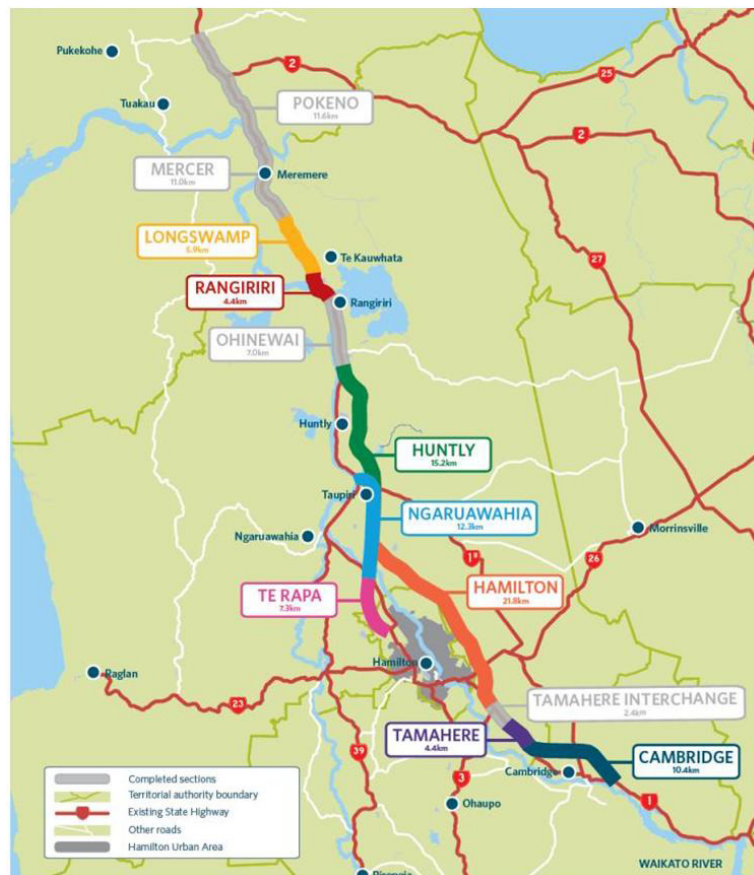 Pukekohe
2
25
POKENO
11.6km
Tuakau
2
MERCER
11.0km
Meremere
LONGSWAMP
5.9km
Te Kauwhata
27
RANGIRIRI
4.4km
Rangiriri
OHINEWAI
7.0km
Huntly
HUNTLY
15.2km
Taupiri
NGARUAWAHIA
12.3km
Morrinsville
Ngaruawahia
1B
26
HAMILTON
21.8km
TE RAPA
7.3km
Hamilton
Raglan
23
TAMAHERE INTERCHANGE
2.4km
TAMAHERE
4.4km
39
CAMBRIDGE
10.4km
Cambridge
3
Ohaupo
1
Completed sections
Territorial authority boundary
Existing State Highway
Other roads
Hamilton Urban Area
WAIKATO RIVER